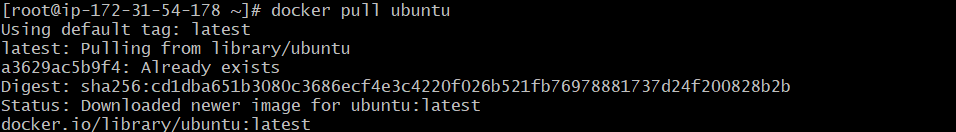 [root@ip-172-31-54-178 ~]# docker pull ubuntu
Using default tag: latest
latest: Pulling from library/ubuntu
a3629ac5b9f4: Already exists
Digest: sha256:cd1dba651b3080c3686ecf4e3c4220f026b521fb76978881737d24f200828b2b
Status: Downloaded newer image for ubuntu:latest
docker.io/library/ubuntu:latest